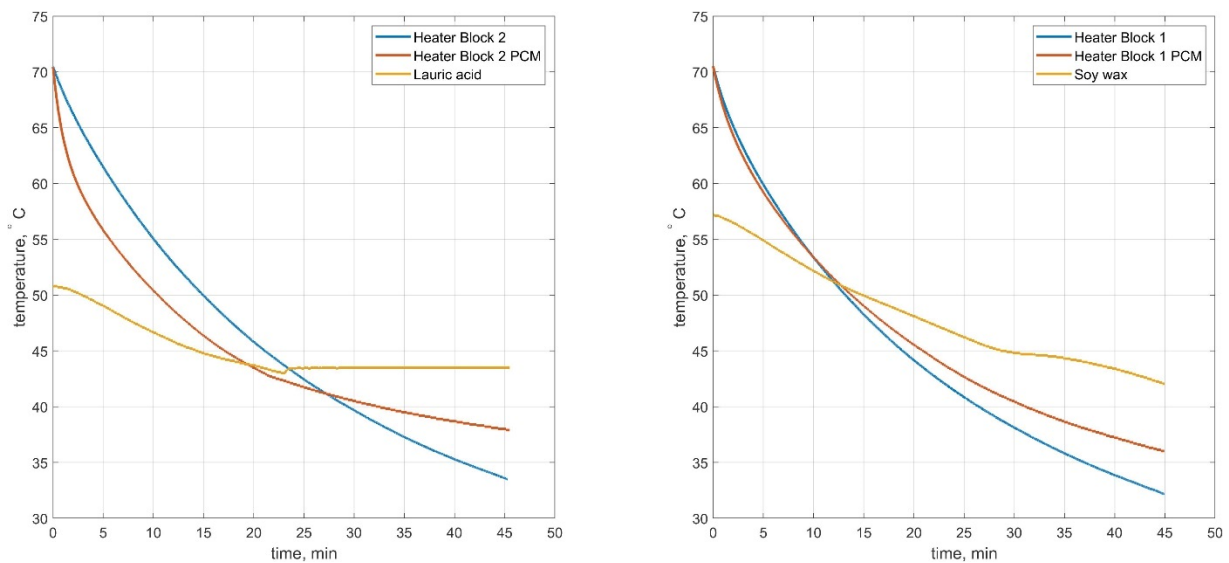 75
70
65
60
55
50
45
40
35
30
temperature, ° C
0 5 10 15 20 25 30 35 40 45 50
time, min
Heater Block 2
Heater Block 2 PCM
Lauric acid
75
70
65
60
55
50
45
40
35
30
temperature, ° C
0 5 10 15 20 25 30 35 40 45 50
time, min
Heater Block 1
Heater Block 1 PCM
Soy wax